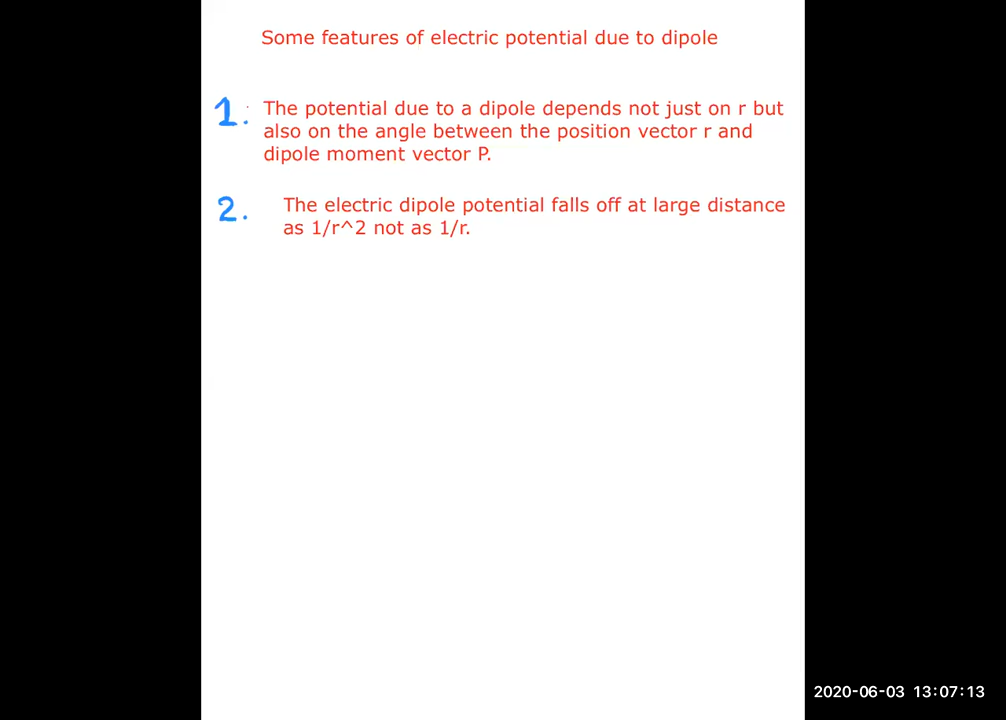 Some features of electric potential due to dipole
1. The potential due to a dipole depends not just on r but
also on the angle between the position vector r and
dipole moment vector P.
2. The electric dipole potential falls off at large distance
as 1/r^2 not as 1/r.
2020-06-03 13:07:13